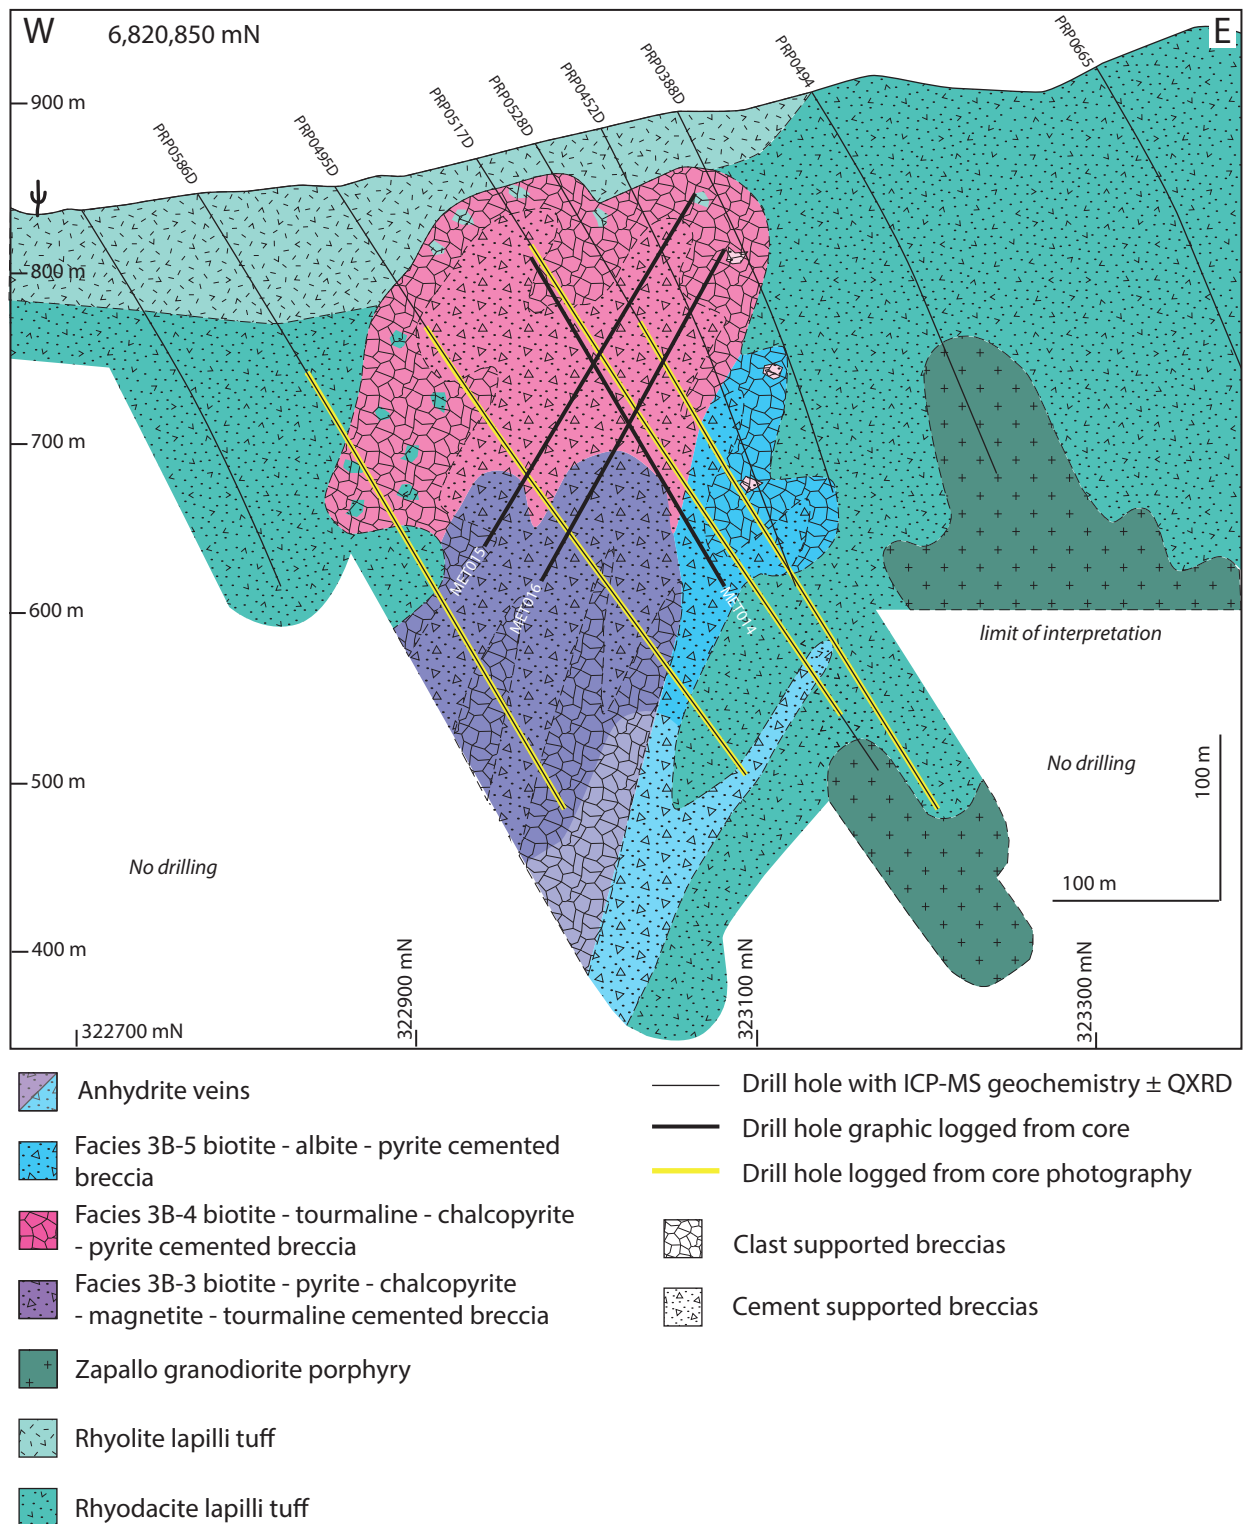 W 6,820,850 mN E
PRP0586D
PRP0495D
PRP0517D
PRP0528D
PRP0452D
PRP0388D
PRP0494
PRP0665
900 m
800 m
700 m
600 m
500 m
400 m
MET015
MET016
MET014
limit of interpretation
No drilling
No drilling
100 m
100 m
322700 mN
322900 mN
323100 mN
323300 mN
Anhydrite veins
Facies 3B-5 biotite - albite - pyrite cemented
breccia
Facies 3B-4 biotite - tourmaline - chalcopyrite
- pyrite cemented breccia
Facies 3B-3 biotite - pyrite - chalcopyrite
- magnetite - tourmaline cemented breccia
Zapallo granodiorite porphyry
Rhyolite lapilli tuff
Rhyodacite lapilli tuff
Drill hole with ICP-MS geochemistry ± QXRD
Drill hole graphic logged from core
Drill hole logged from core photography
Clast supported breccias
Cement supported breccias